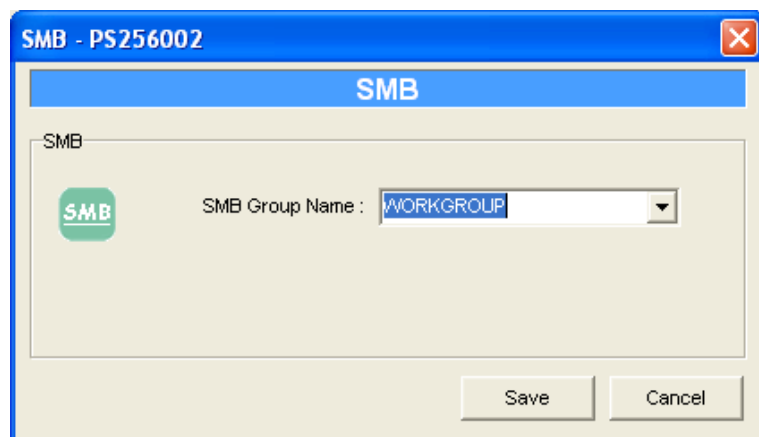 SMB - PS256002
SMB
SMB
SMB
SMB Group Name : WORKGROUP
Save Cancel